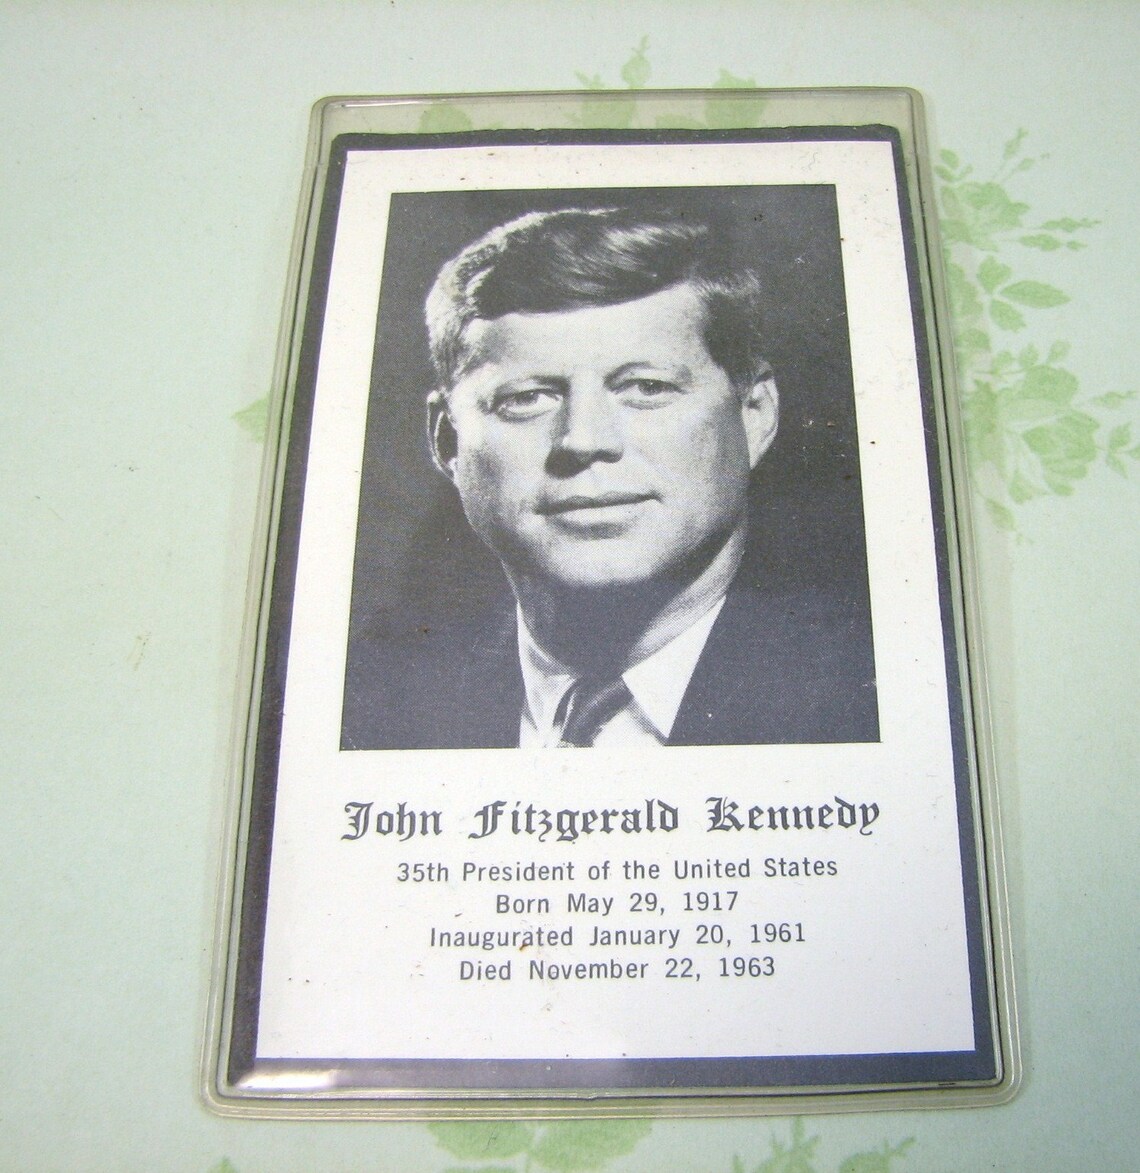 John Fitzgerald Kennedy
35th President of the United States
Born May 29, 1917
Inaugurated January 20, 1961
Died November 22, 1963